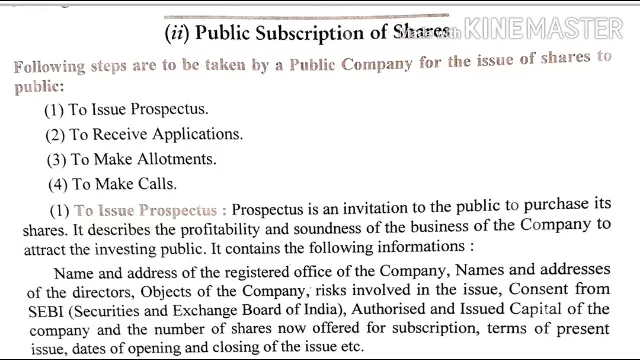 (ii) Public Subscription of Shares
Made with KINEMASTER
Following steps are to be taken by a Public Company for the issue of shares to
public:
(1) To Issue Prospectus.
(2) To Receive Applications.
(3) To Make Allotments.
(4) To Make Calls.
(1) To Issue Prospectus : Prospectus is an invitation to the public to purchase its
shares. It describes the profitability and soundness of the business of the Company to
attract the investing public. It contains the following informations :
Name and address of the registered office of the Company, Names and addresses
of the directors, Objects of the Company, risks involved in the issue, Consent from
SEBI (Securities and Exchange Board of India), Authorised and Issued Capital of the
company and the number of shares now offered for subscription, terms of present
issue, dates of opening and closing of the issue etc.